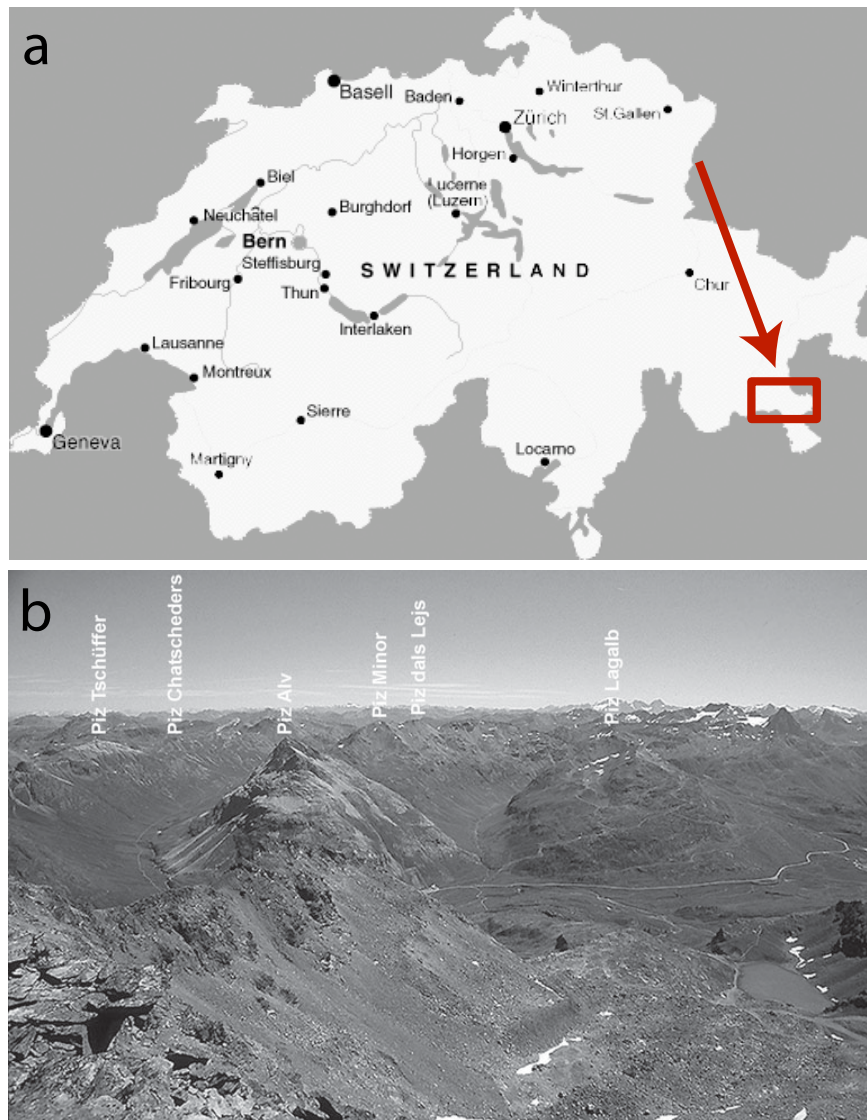 a
Basell
Baden
Winterthur
St.Gallen
Zürich
Horgen
Biel
Lucerne
(Luzern)
Neuchâtel
Burghdorf
Bern
Steffisburg
SWITZERLAND
Fribourg
Thun
Chur
Interlaken
Lausanne
Montreux
Sierre
Geneva
Martigny
Locarno
b
Piz Tschüffer
Piz Chatscheders
Piz Alv
Piz Minor
Piz dals Lejs
Piz Lagalb